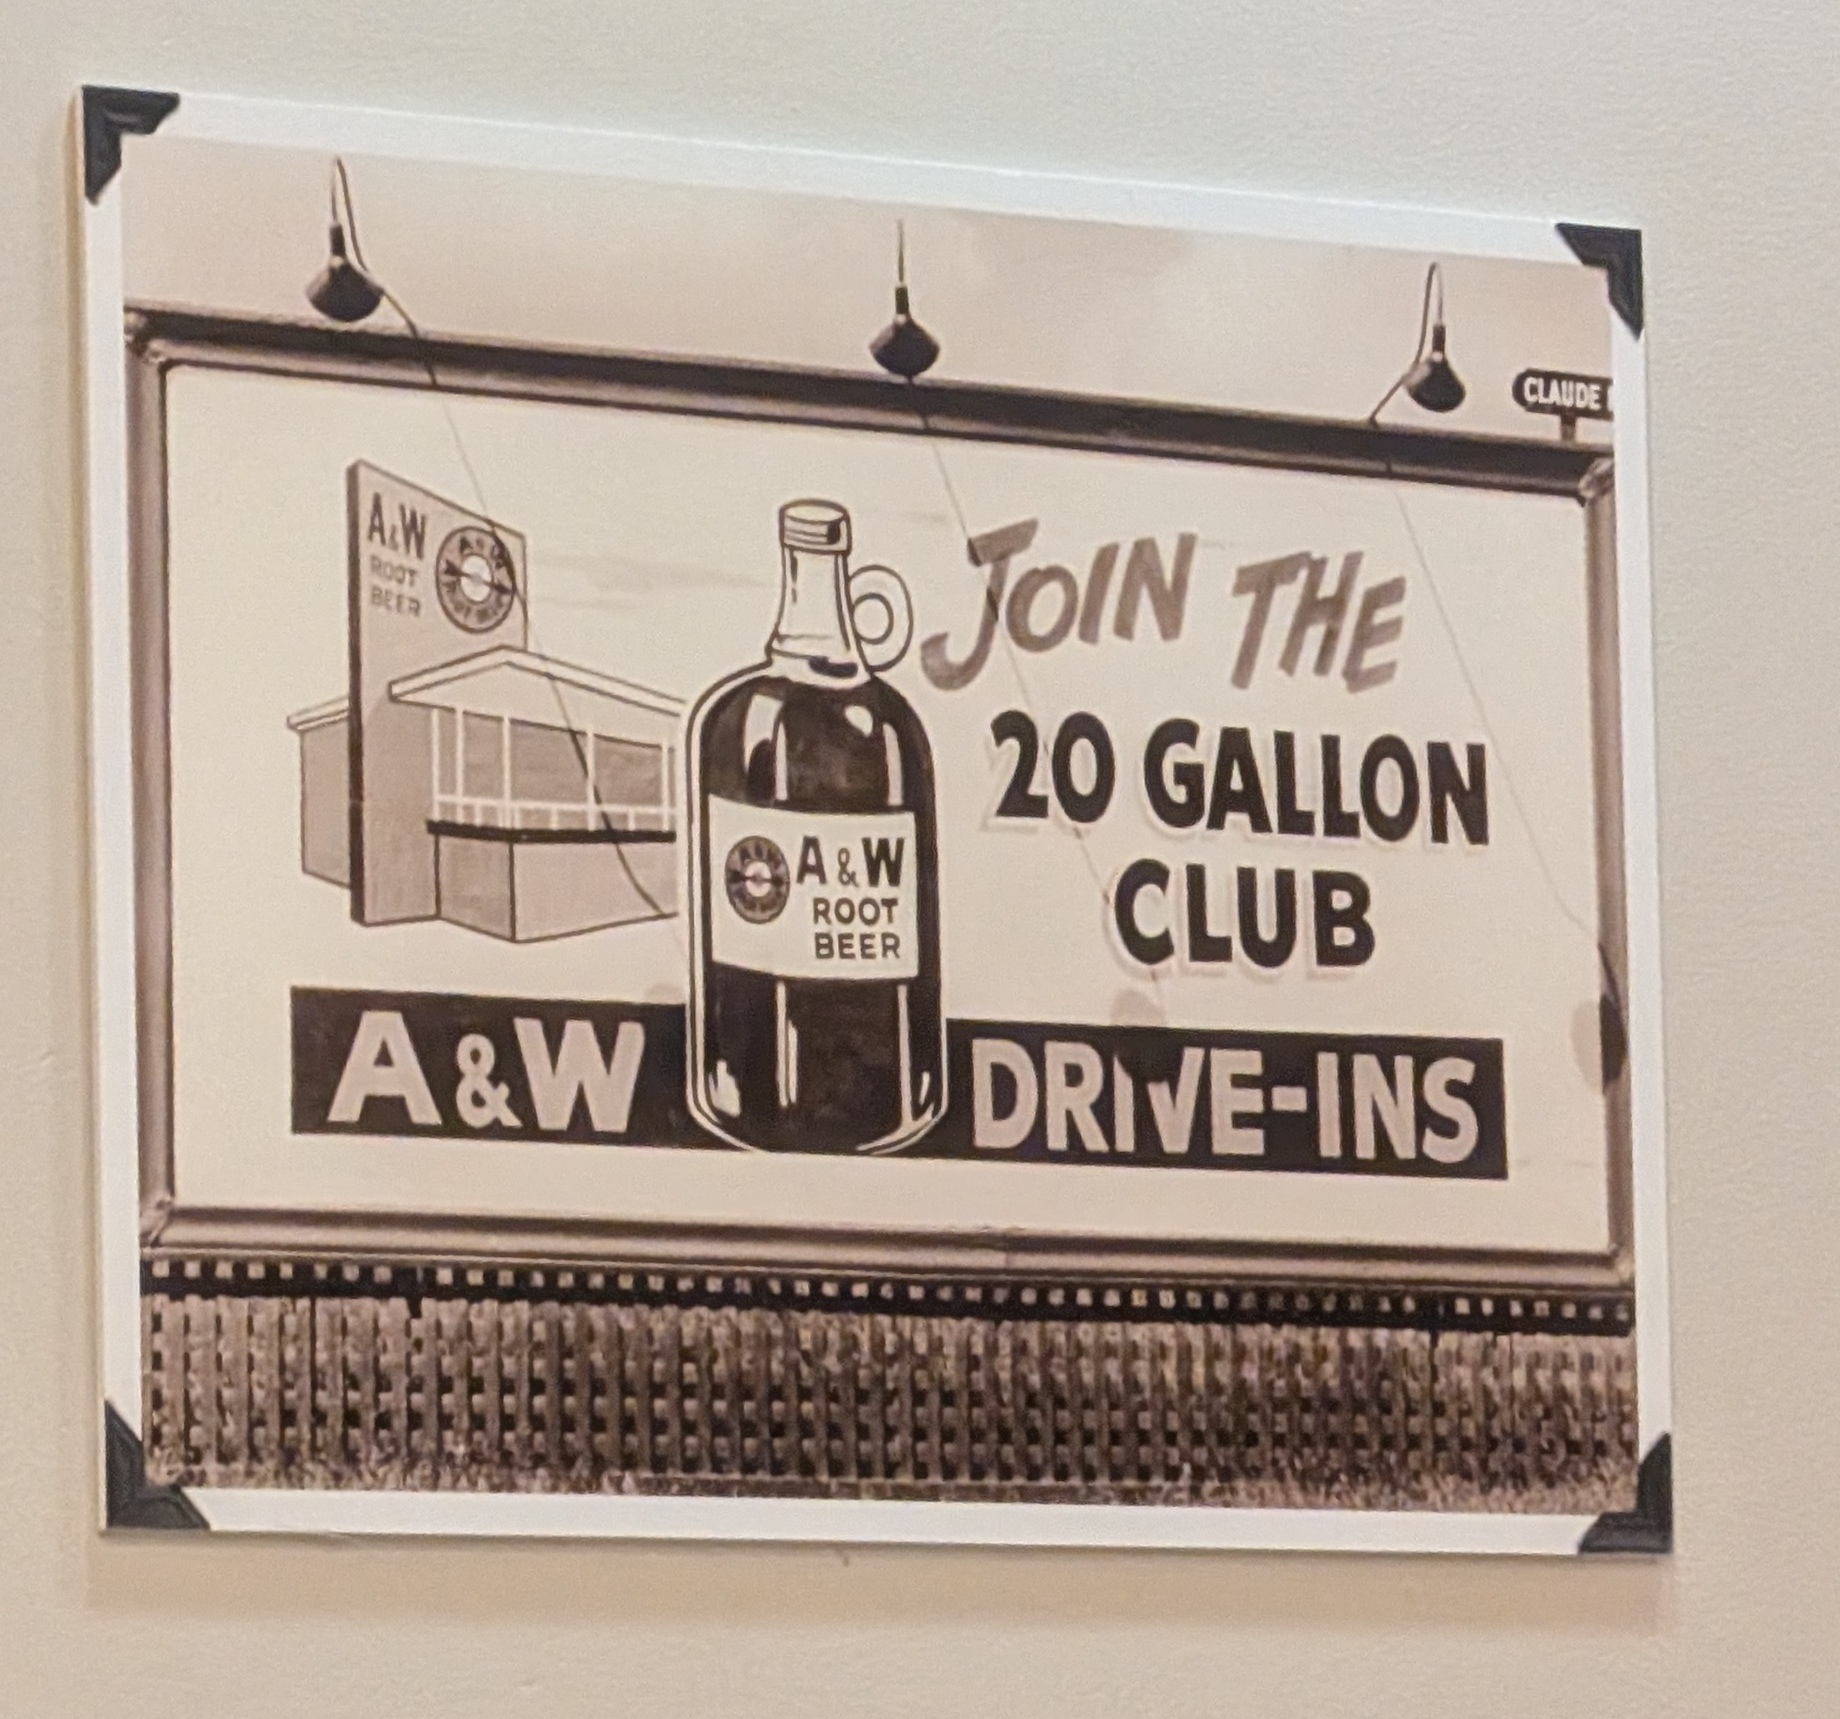 CLAUDE
A&W
ROOT
BEER
JOIN THE
20 GALLON
CLUB
A & W
ROOT
BEER
A&W DRIVE-INS